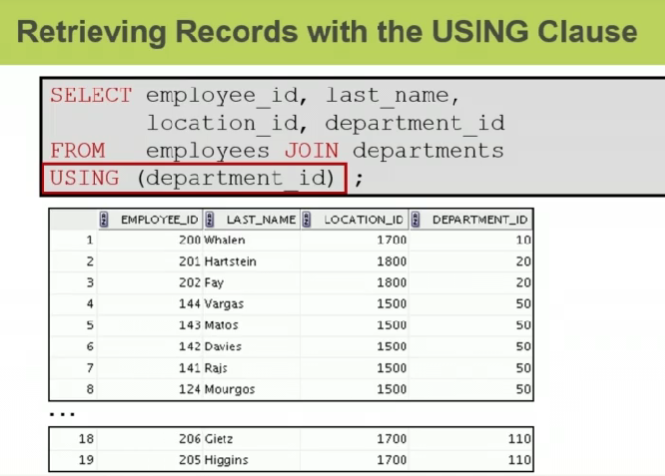 Retrieving Records with the USING Clause
SELECT employee_id, last_name,
location_id, department_id
FROM employees JOIN departments
USING (department_id) ;
EMPLOYEE_ID LAST_NAME LOCATION_ID DEPARTMENT_ID
1 200 Whalen 1700 10
2 201 Hartstein 1800 20
3 202 Fay 1800 20
4 144 Vargas 1500 50
5 143 Matos 1500 50
6 142 Davies 1500 50
7 141 Rajs 1500 50
8 124 Mourgos 1500 50
...
18 206 Gietz 1700 110
19 205 Higgins 1700 110